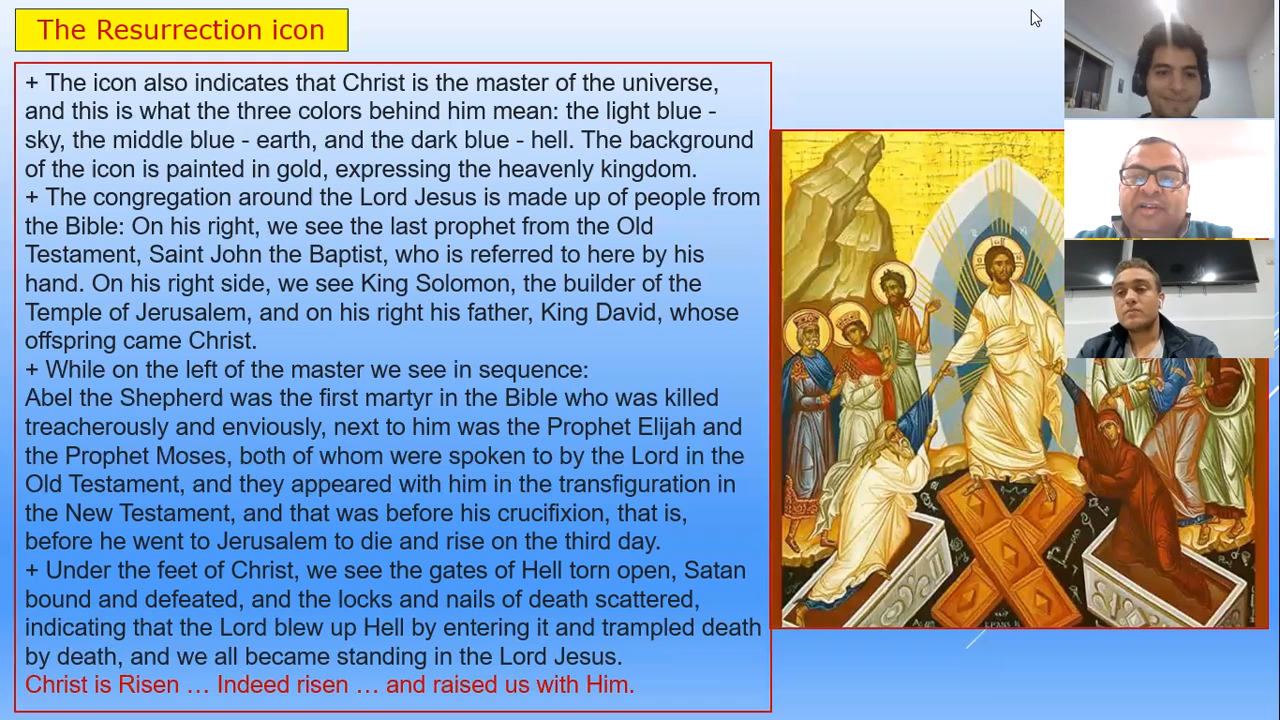 The Resurrection icon
+ The icon also indicates that Christ is the master of the universe,
and this is what the three colors behind him mean: the light blue -
sky, the middle blue - earth, and the dark blue - hell. The background
of the icon is painted in gold, expressing the heavenly kingdom.
+ The congregation around the Lord Jesus is made up of people from
the Bible: On his right, we see the last prophet from the Old
Testament, Saint John the Baptist, who is referred to here by his
hand. On his right side, we see King Solomon, the builder of the
Temple of Jerusalem, and on his right his father, King David, whose
offspring came Christ.
+ While on the left of the master we see in sequence:
Abel the Shepherd was the first martyr in the Bible who was killed
treacherously and enviously, next to him was the Prophet Elijah and
the Prophet Moses, both of whom were spoken to by the Lord in the
Old Testament, and they appeared with him in the transfiguration in
the New Testament, and that was before his crucifixion, that is,
before he went to Jerusalem to die and rise on the third day.
+ Under the feet of Christ, we see the gates of Hell torn open, Satan
bound and defeated, and the locks and nails of death scattered,
indicating that the Lord blew up Hell by entering it and trampled death
by death, and we all became standing in the Lord Jesus.
Christ is Risen … Indeed risen … and raised us with Him.